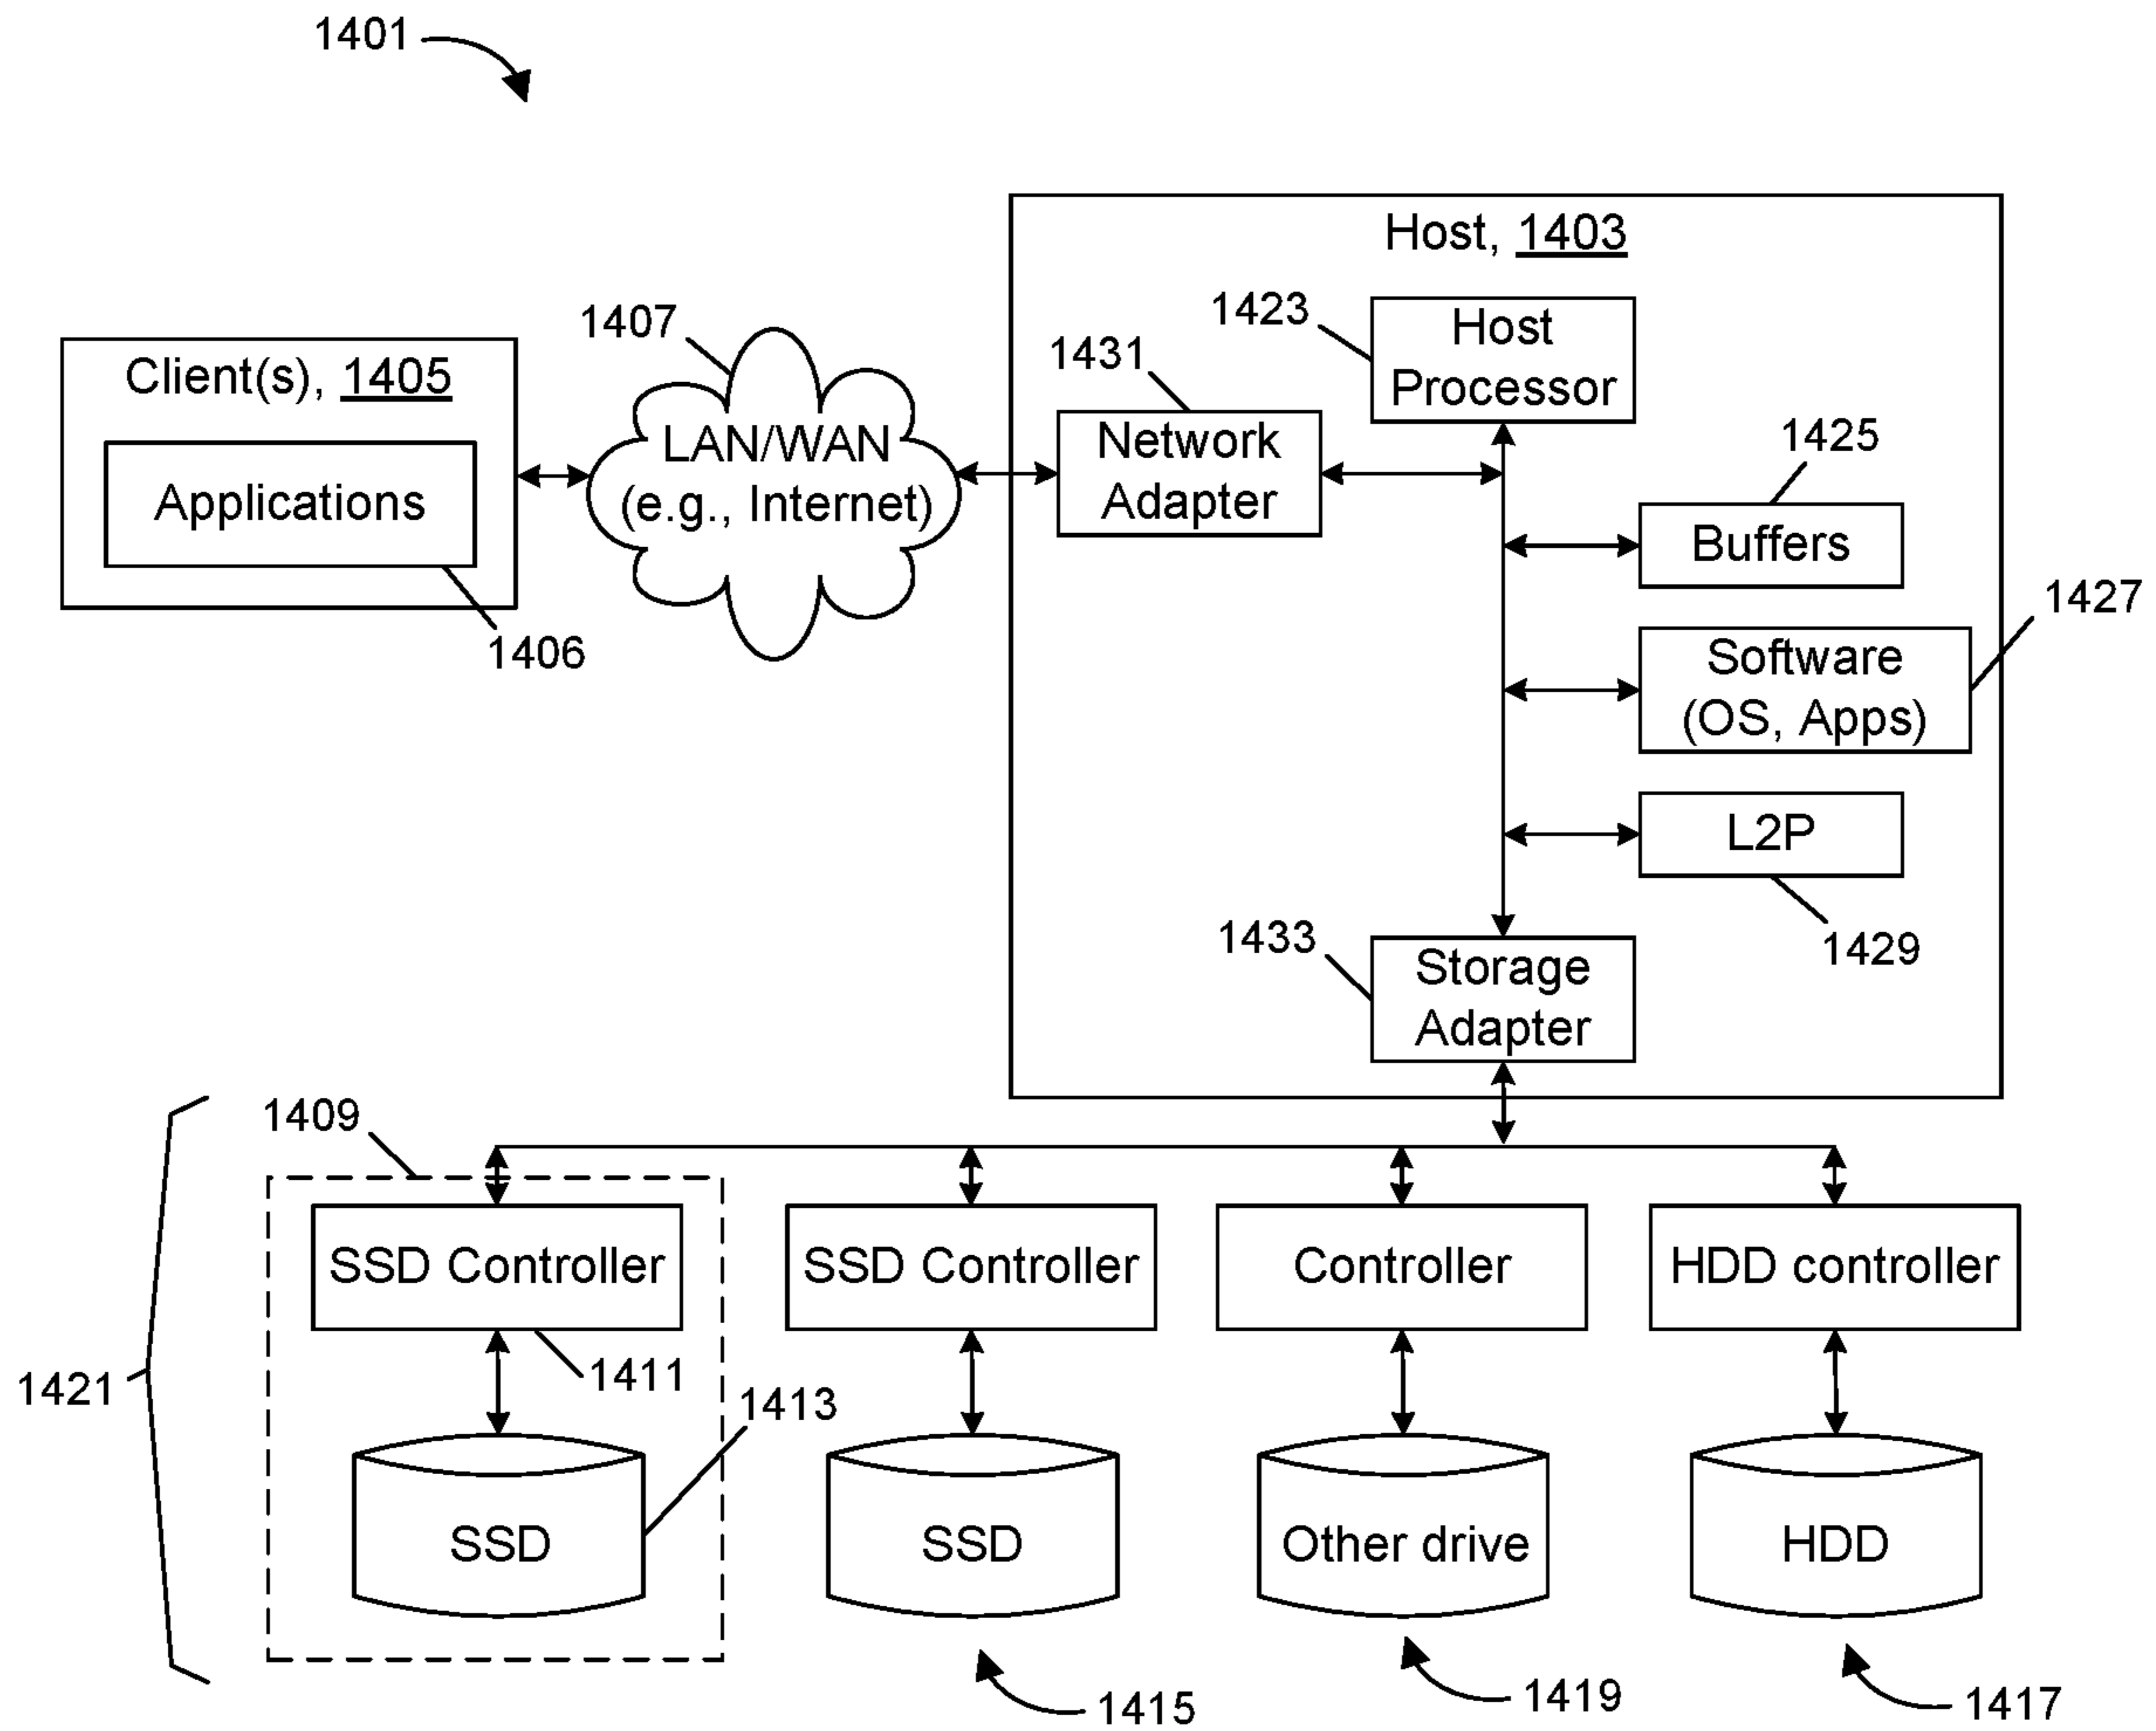 1401
Host, 1403
1423
Host
Processor
1407
1431
Client(s), 1405
Applications
1406
LAN/WAN
(e.g., Internet)
Network
Adapter
1425
Buffers
1427
Software
(OS, Apps)
L2P
1429
1433
Storage
Adapter
1409
SSD Controller
SSD Controller
Controller
HDD controller
1421
1411
1413
SSD
SSD
Other drive
HDD
1415
1419
1417